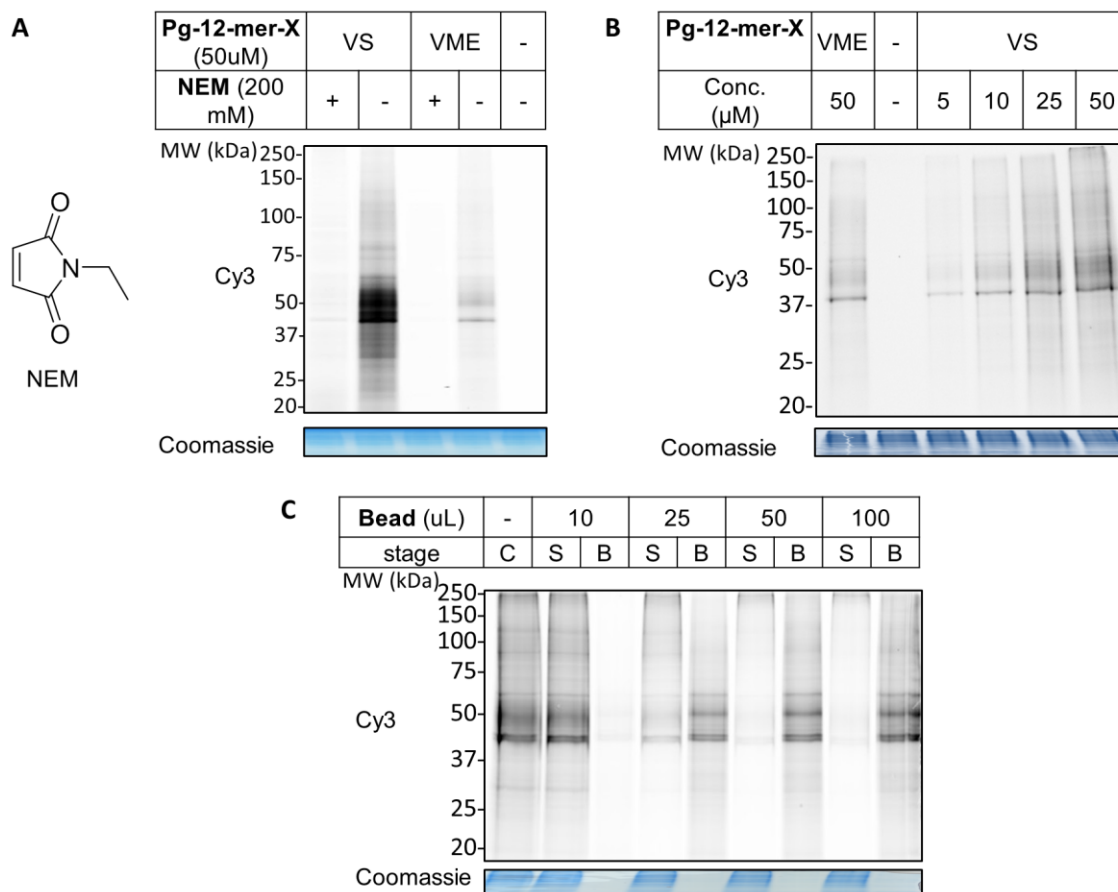 A
Pg-12-mer-X (50uM) VS VME -
NEM (200 mM) + - + - -
MW (kDa)
250-
150-
100-
75-
Cy3
50-
37-
25-
20-
Coomassie
O
N
O
NEM
B
Pg-12-mer-X VME - VS
Conc. (µM) 50 - 5 10 25 50
MW (kDa)
250-
150-
100-
75-
Cy3
50-
37-
25-
20-
Coomassie
C
Bead (uL) - 10 25 50 100
stage C S B S B S B S B
MW (kDa)
250-
150-
100-
75-
Cy3
50-
37-
25-
20-
Coomassie